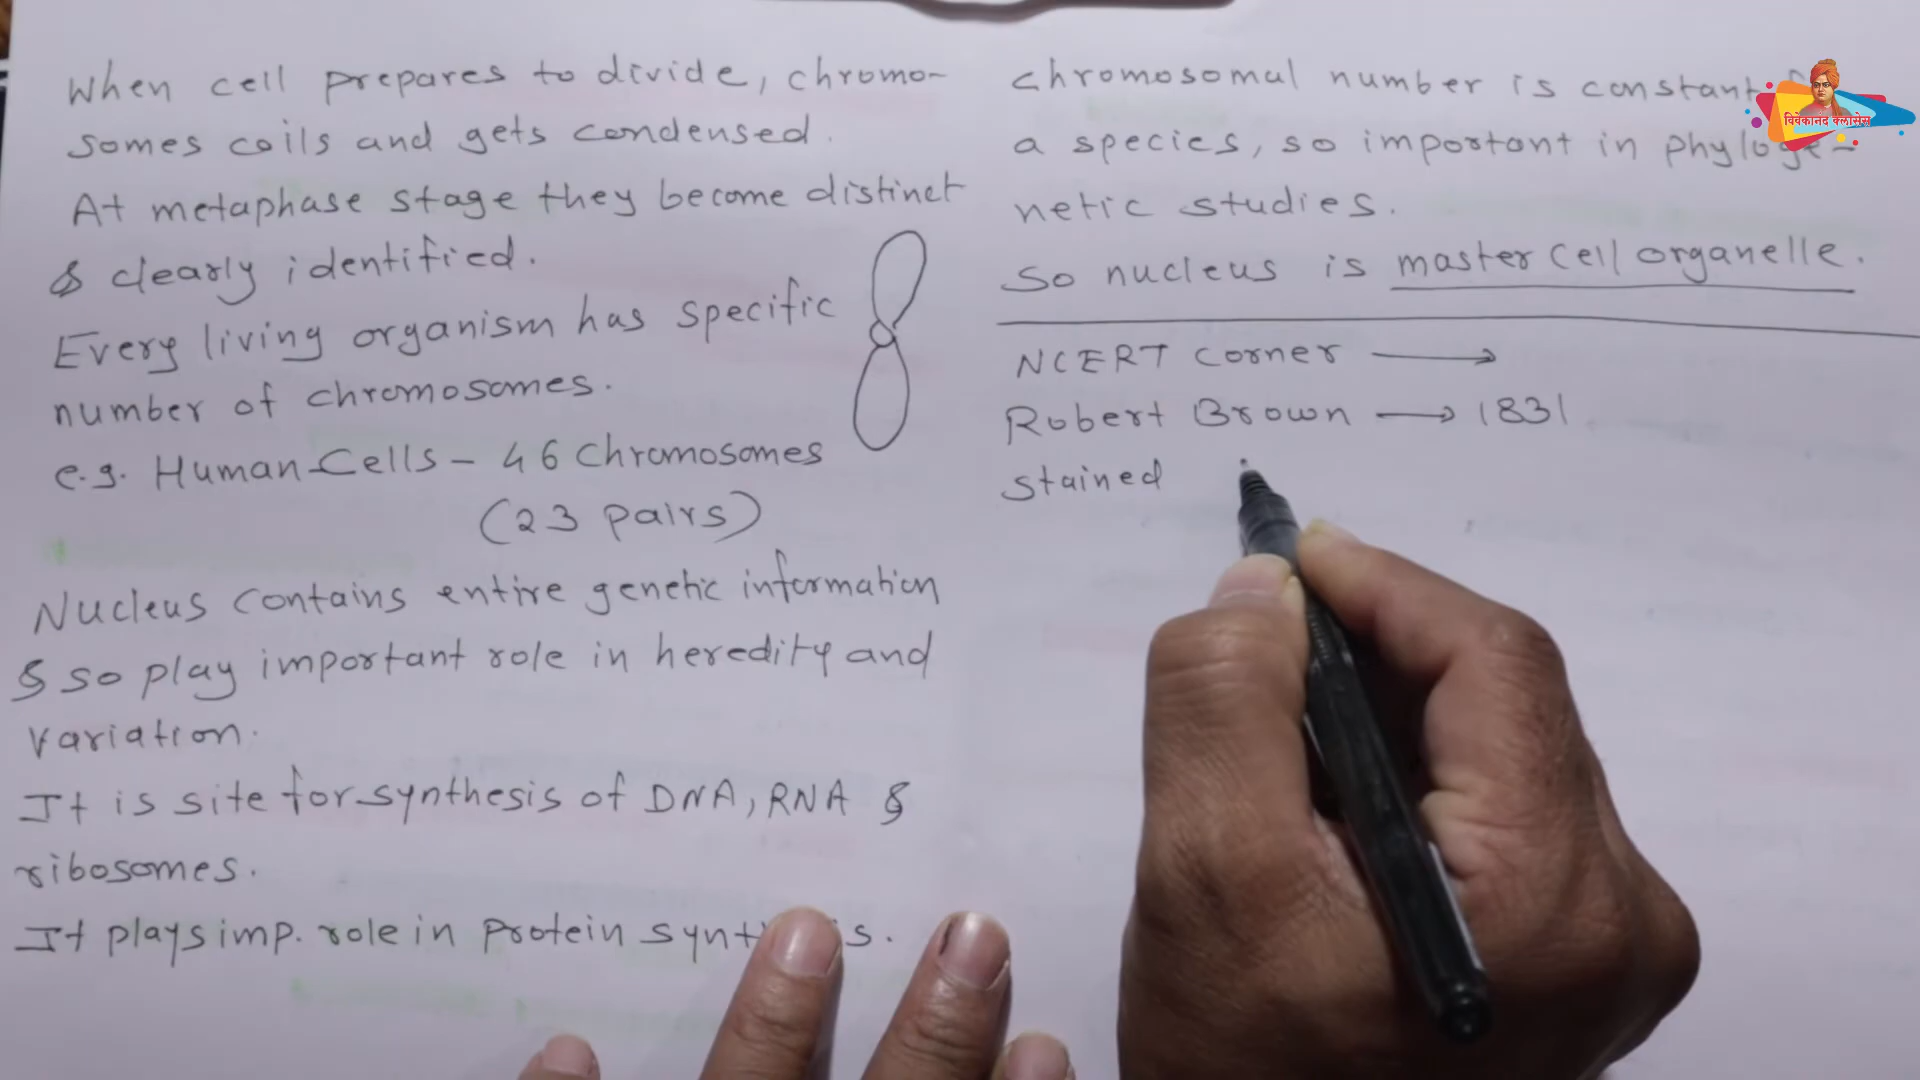 When cell prepares to divide, chromo-
somes coils and gets condensed.
At metaphase stage they become distinct
& clearly identified.
Every living organism has specific
number of chromosomes.
e.g. Human Cells - 46 Chromosomes
(23 pairs)
Nucleus contains entire genetic information
& so play important role in heredity and
variation.
It is site for synthesis of DNA, RNA &
ribosomes.
It plays imp. role in protein
chromosomal number is constant
a species, so important in phyloge-
netic studies.
So nucleus is master cell organelle.
NCERT Corner →
Robert Brown → 1831
stained
विवेकानंद क्लासेस